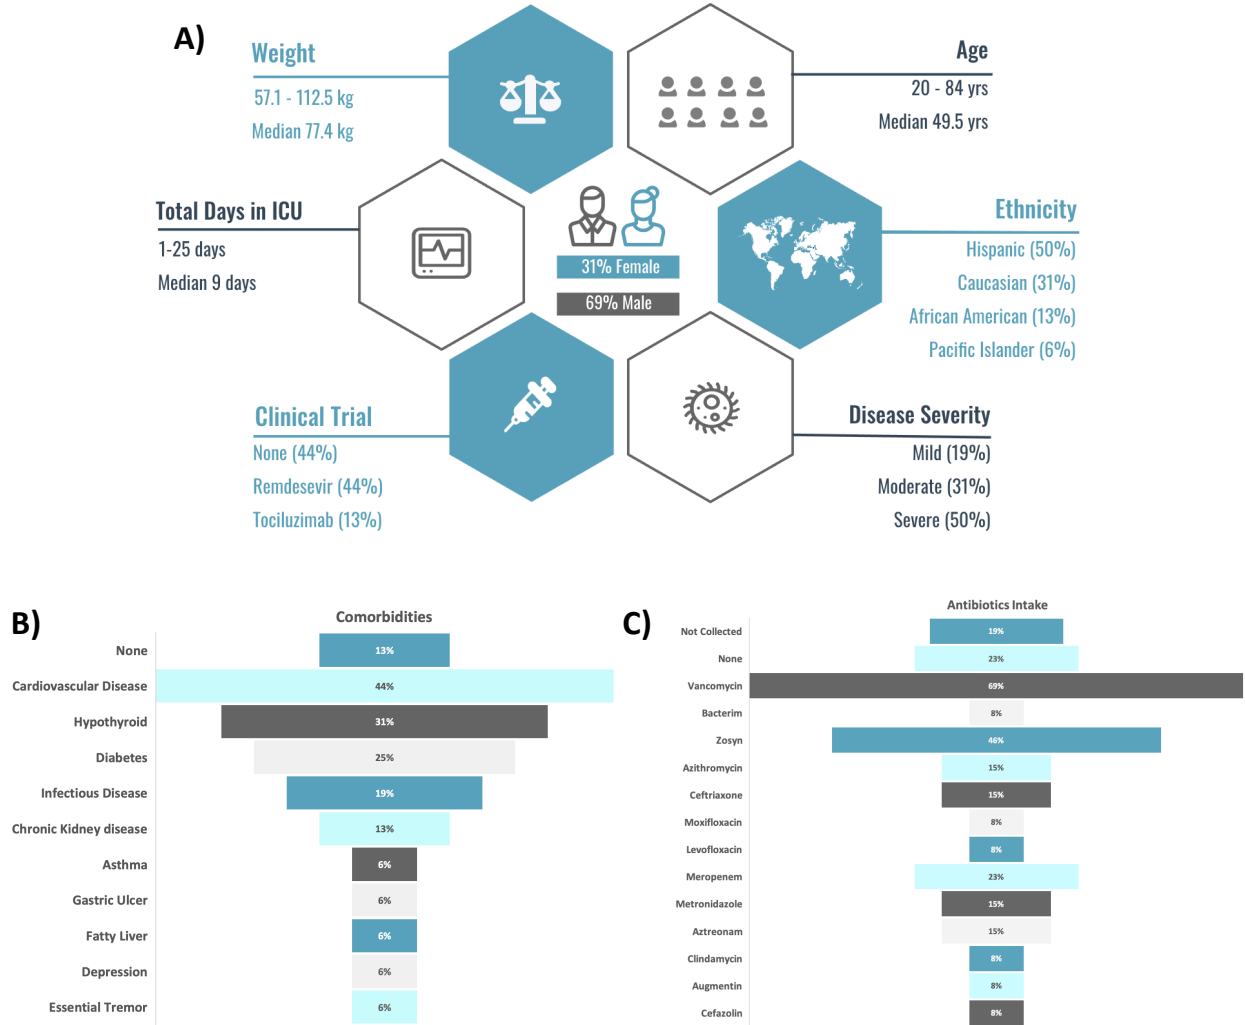 A)
Weight
57.1 - 112.5 kg
Median 77.4 kg
Age
20 - 84 yrs
Median 49.5 yrs
Total Days in ICU
1-25 days
Median 9 days
31% Female
69% Male
Ethnicity
Hispanic (50%)
Caucasian (31%)
African American (13%)
Pacific Islander (6%)
Clinical Trial
None (44%)
Remdesevir (44%)
Tociluzimab (13%)
Disease Severity
Mild (19%)
Moderate (31%)
Severe (50%)
B)
Comorbidities
None 13%
Cardiovascular Disease 44%
Hypothyroid 31%
Diabetes 25%
Infectious Disease 19%
Chronic Kidney disease 13%
Asthma 6%
Gastric Ulcer 6%
Fatty Liver 6%
Depression 6%
Essential Tremor 6%
C)
Antibiotics Intake
Not Collected 19%
None 23%
Vancomycin 69%
Bacterim 8%
Zosyn 46%
Azithromycin 15%
Ceftriaxone 15%
Moxifloxacin 8%
Levofloxacin 8%
Meropenem 23%
Metronidazole 15%
Aztreonam 15%
Clindamycin 8%
Augmentin 8%
Cefazolin 8%